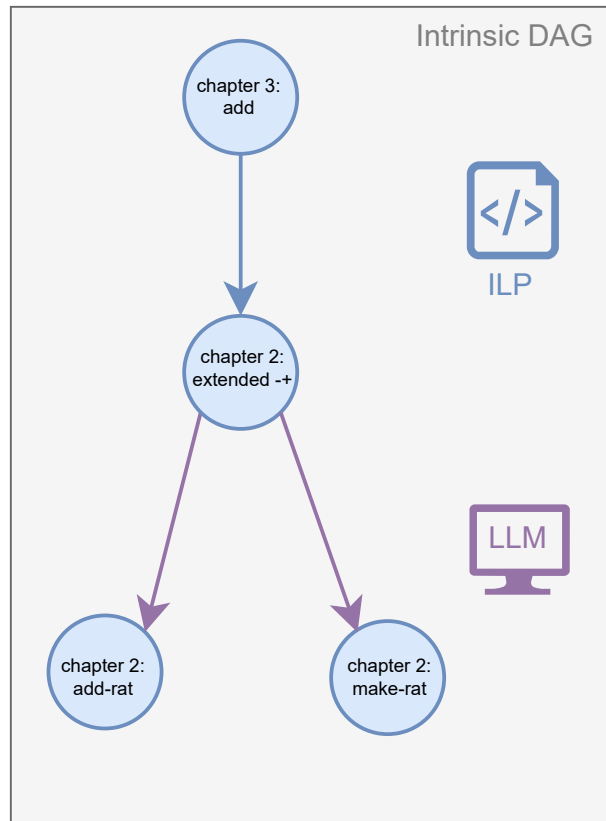 Intrinsic DAG
chapter 3:
add
</>
ILP
chapter 2:
extended -+
LLM
chapter 2:
add-rat
chapter 2:
make-rat